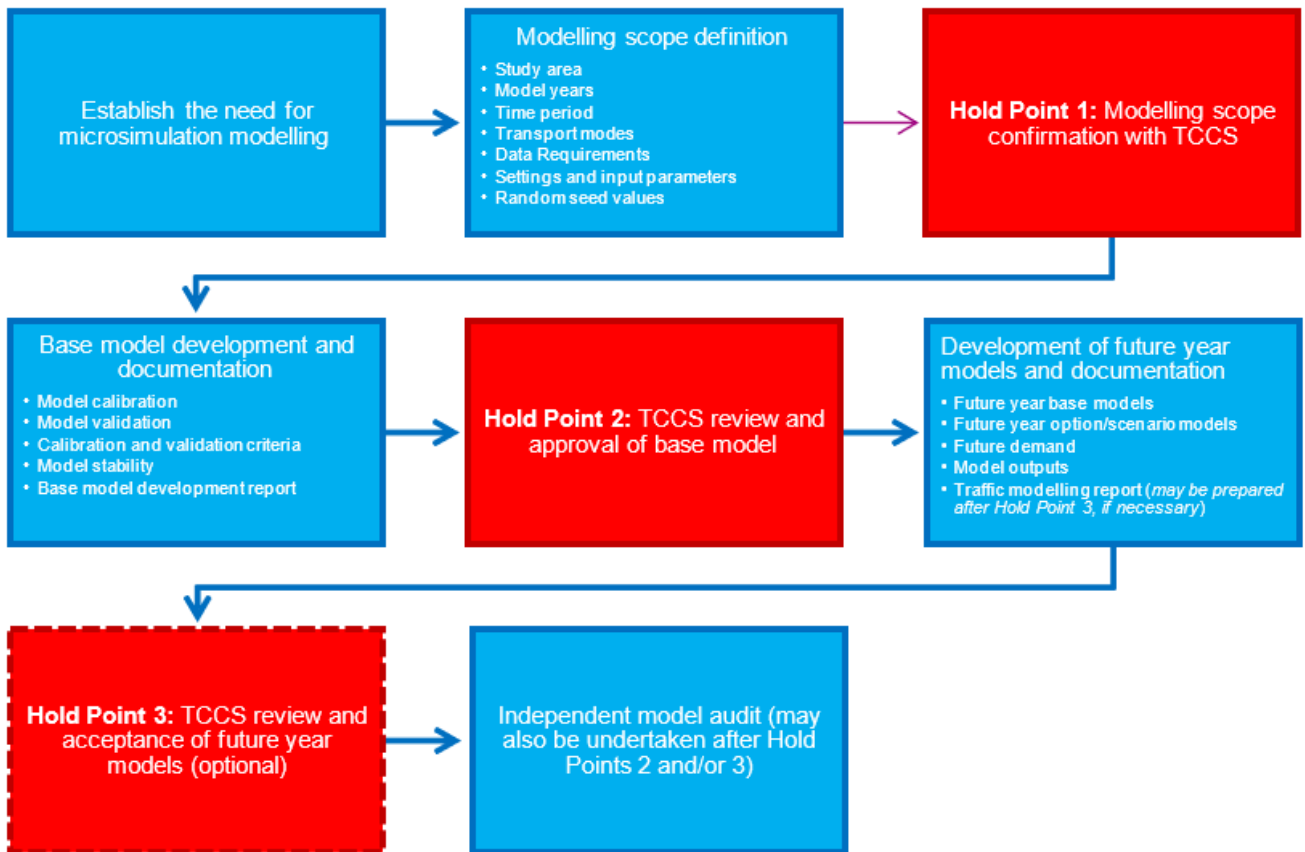 Establish the need for
microsimulation modelling
Modelling scope definition
• Study area
• Model years
• Time period
• Transport modes
• Data Requirements
• Settings and input parameters
• Random seed values
Hold Point 1: Modelling scope
confirmation with TCCS
Base model development and
documentation
• Model calibration
• Model validation
• Calibration and validation criteria
• Model stability
• Base model development report
Hold Point 2: TCCS review and
approval of base model
Development of future year
models and documentation
• Future year base models
• Future year option/scenario models
• Future demand
• Model outputs
• Traffic modelling report (may be prepared
after Hold Point 3, if necessary)
Hold Point 3: TCCS review and
acceptance of future year
models (optional)
Independent model audit (may
also be undertaken after Hold
Points 2 and/or 3)